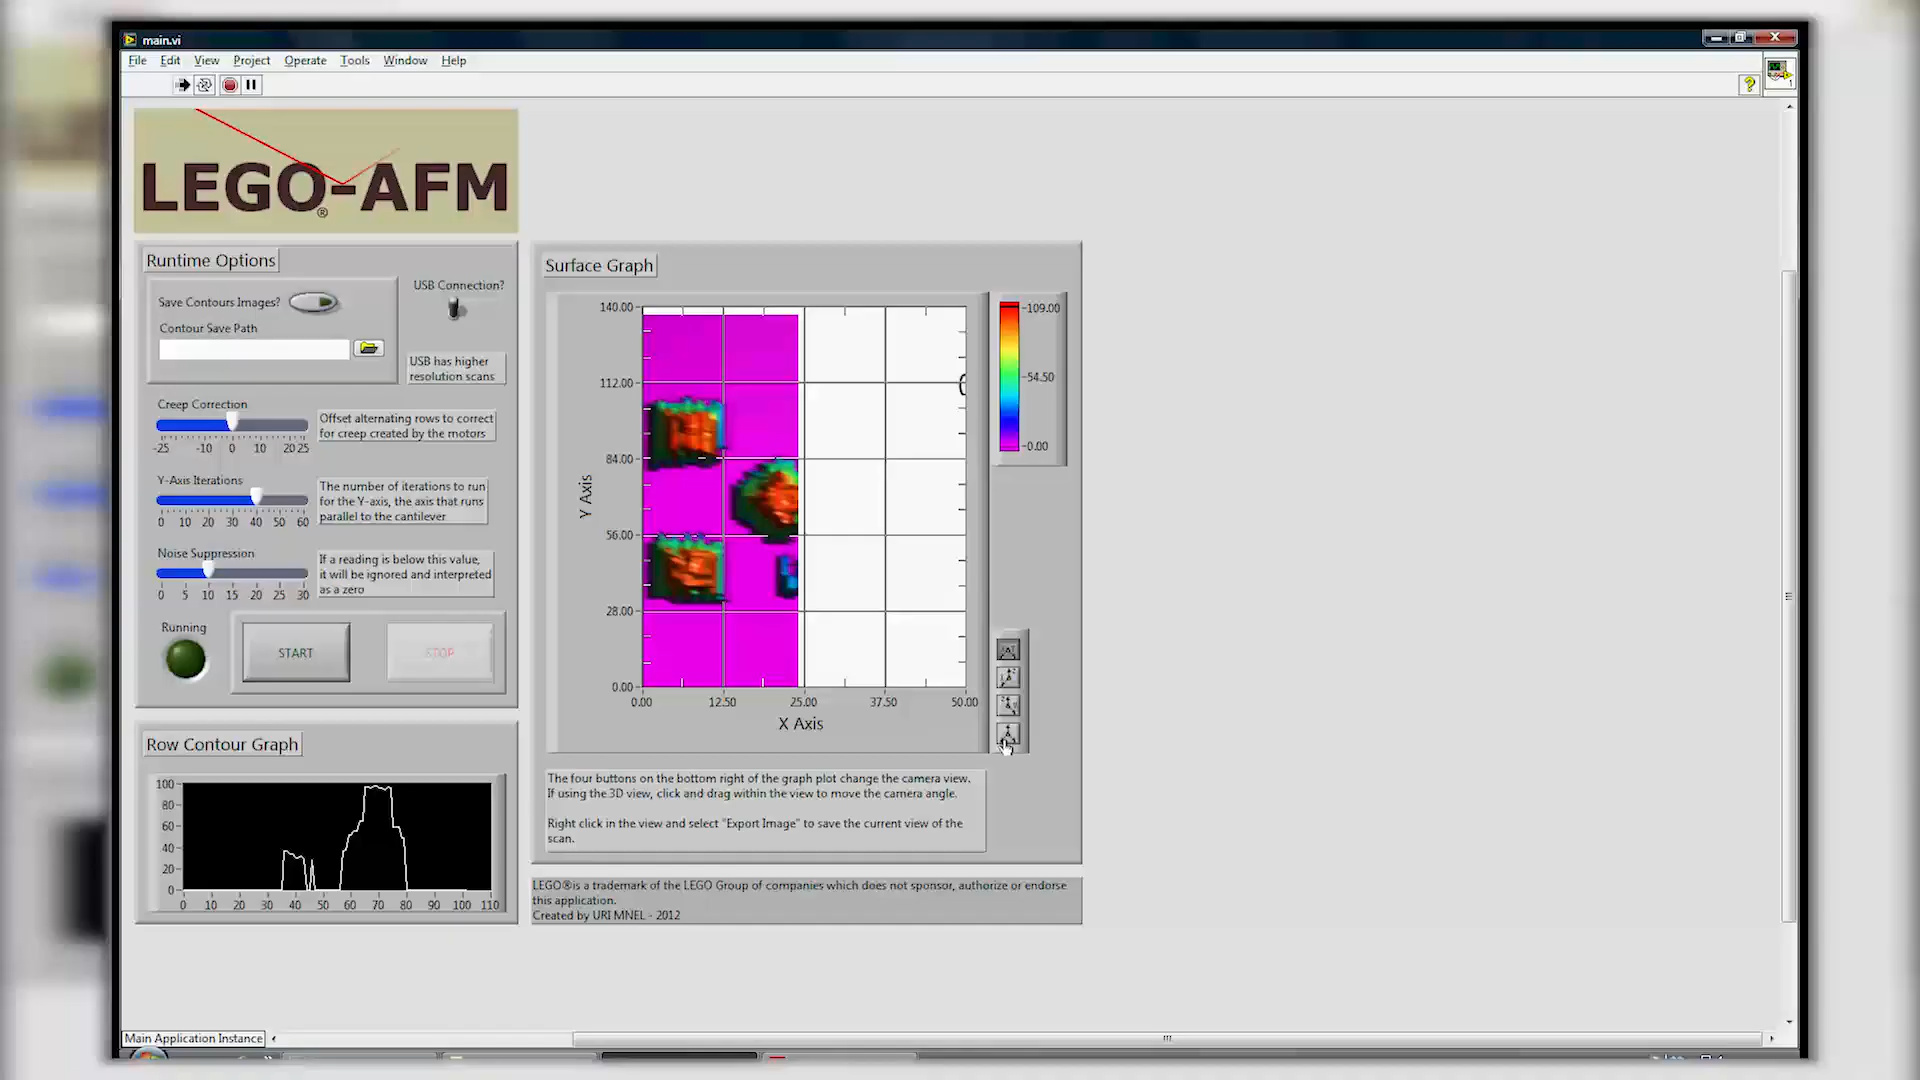 main.vi
File Edit View Project Operate Tools Window Help
LEGO®-AFM
Runtime Options
Save Contours Images?
Contour Save Path
USB Connection?
USB has higher
resolution scans
Creep Correction
-25 -10 0 10 20 25
Offset alternating rows to correct
for creep created by the motors
Y-Axis Iterations
0 10 20 30 40 50 60
The number of iterations to run
for the Y-axis, the axis that runs
parallel to the cantilever
Noise Suppression
0 5 10 15 20 25 30
If a reading is below this value,
it will be ignored and interpreted
as a zero
Running
START
STOP
Row Contour Graph
100
80
60
40
20
0
0 10 20 30 40 50 60 70 80 90 100 110
Surface Graph
140.00
112.00
84.00
56.00
28.00
0.00
Y Axis
0.00 12.50 25.00 37.50 50.00
X Axis
109.00
54.50
0.00
The four buttons on the bottom right of the graph plot change the camera view.
If using the 3D view, click and drag within the view to move the camera angle.
Right click in the view and select "Export Image" to save the current view of the
scan.
LEGO®is a trademark of the LEGO Group of companies which does not sponsor, authorize or endorse
this application.
Created by URI MNEL - 2012
Main Application Instance